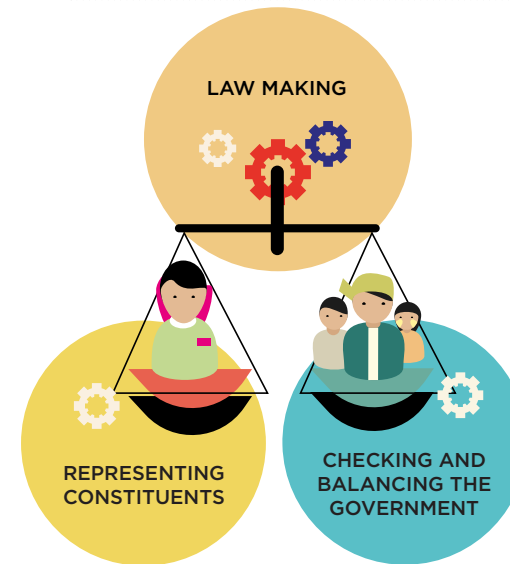 LAW MAKING
REPRESENTING
CONSTITUENTS
CHECKING AND
BALANCING THE
GOVERNMENT